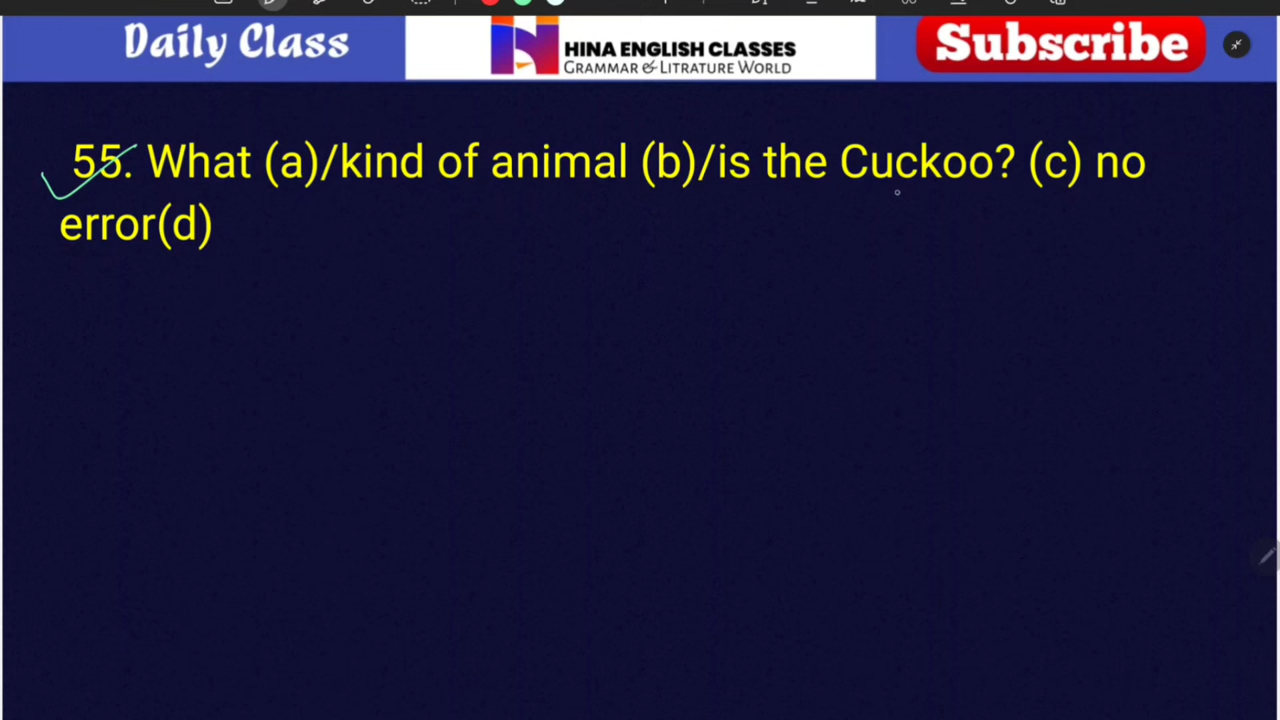 Daily Class
HINA ENGLISH CLASSES
GRAMMAR & LITRATURE WORLD
Subscribe
55. What (a)/kind of animal (b)/is the Cuckoo? (c) no
error(d)